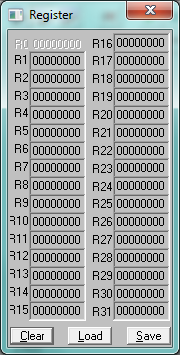 Register
R0 00000000 R16 00000000
R1 00000000 R17 00000000
R2 00000000 R18 00000000
R3 00000000 R19 00000000
R4 00000000 R20 00000000
R5 00000000 R21 00000000
R6 00000000 R22 00000000
R7 00000000 R23 00000000
R8 00000000 R24 00000000
R9 00000000 R25 00000000
R10 00000000 R26 00000000
R11 00000000 R27 00000000
R12 00000000 R28 00000000
R13 00000000 R29 00000000
R14 00000000 R30 00000000
R15 00000000 R31 00000000
Clear Load Save